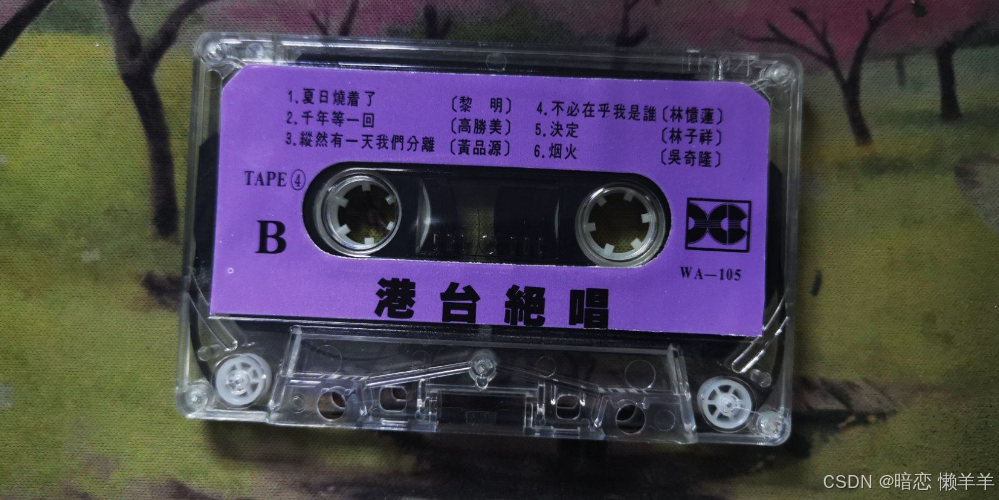 1.夏日燒着了 〔黎 明〕
2.千年等一回 〔高勝美〕
3.縱然有一天我們分離 〔黃品源〕
4.不必在乎我是誰〔林憶蓮〕
5.決定 〔林子祥〕
6.烟火 〔吳奇隆〕
TAPE④
B
WA—105
港台絕唱
CSDN @暗恋 懒羊羊